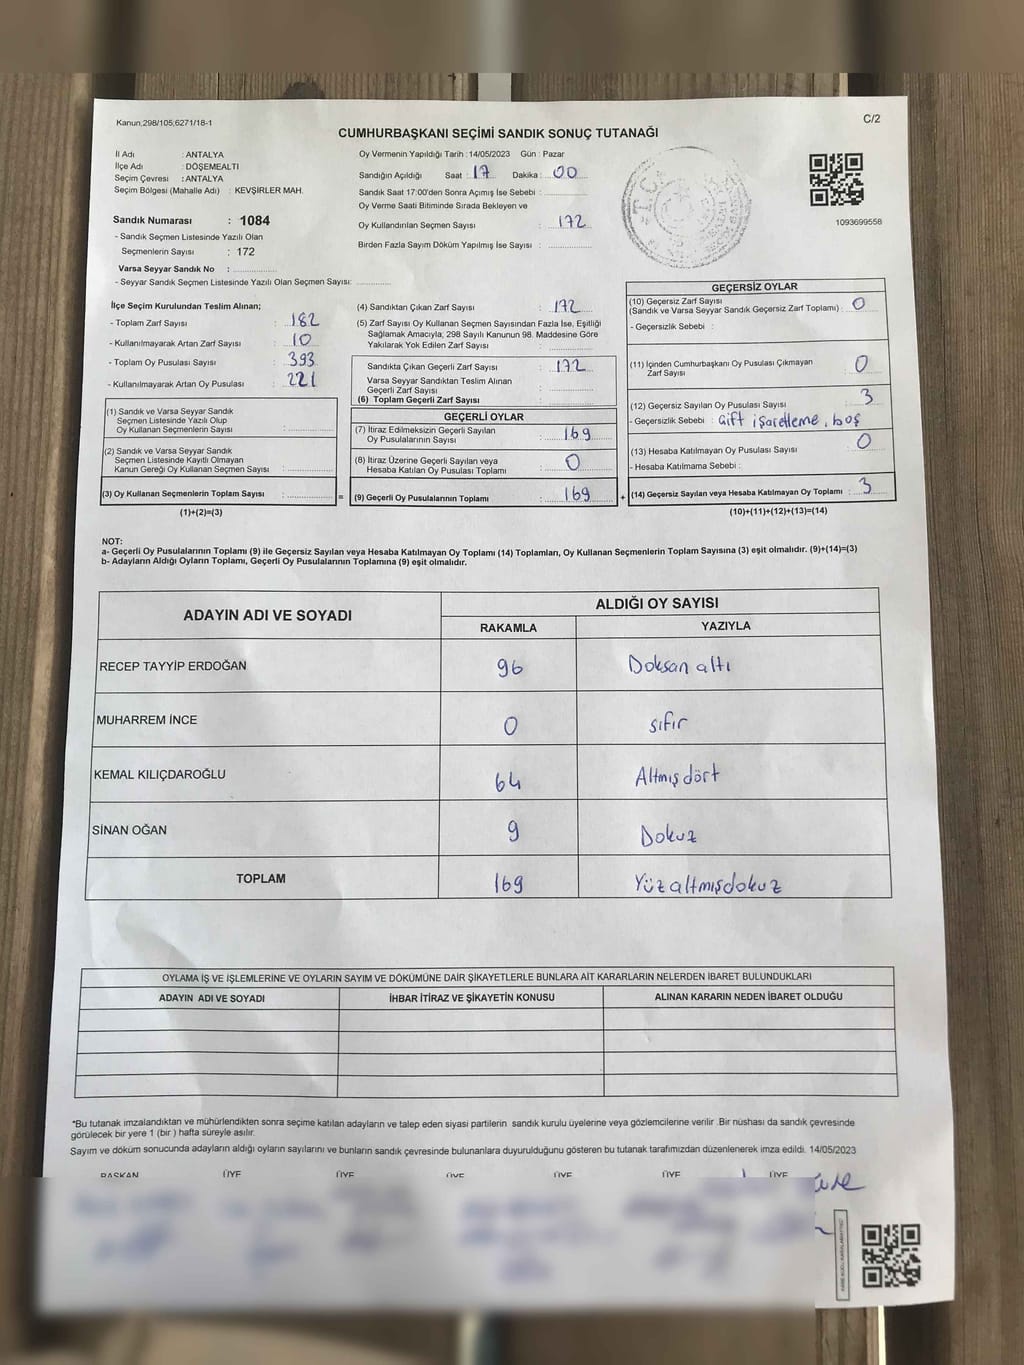 Kanun,298/105,6271/18-1
C/2
CUMHURBAŞKANI SEÇİMİ SANDIK SONUÇ TUTANAĞI
İl Adı : ANTALYA
İlçe Adı : DÖŞEMEALTI
Seçim Çevresi : ANTALYA
Seçim Bölgesi (Mahalle Adı) : KEVŞİRLER MAH.
Sandık Numarası : 1084
- Sandık Seçmen Listesinde Yazılı Olan
Seçmenlerin Sayısı : 172
Varsa Seyyar Sandık No : ...............
- Seyyar Sandık Seçmen Listesinde Yazılı Olan Seçmen Sayısı: ............
Oy Vermenin Yapıldığı Tarih : 14/05/2023 Gün : Pazar
Sandığın Açıldığı Saat : 17 Dakika : 00
Sandık Saat 17:00'den Sonra Açımış İse Sebebi : ...............
Oy Verme Saati Bitiminde Sırada Bekleyen ve
Oy Kullandırılan Seçmen Sayısı : 172
Birden Fazla Sayım Döküm Yapılmış İse Sayısı : ...............
T.C.
1093699558
İlçe Seçim Kurulundan Teslim Alınan;
- Toplam Zarf Sayısı : 182
- Kullanılmayarak Artan Zarf Sayısı : 10
- Toplam Oy Pusulası Sayısı : 393
- Kullanılmayarak Artan Oy Pusulası : 221
(1) Sandık ve Varsa Seyyar Sandık
Seçmen Listesinde Yazılı Olup
Oy Kullanan Seçmenlerin Sayısı : ...............
(2) Sandık ve Varsa Seyyar Sandık
Seçmen Listesinde Kayıtlı Olmayan
Kanun Gereği Oy Kullanan Seçmen Sayısı : ...............
(3) Oy Kullanan Seçmenlerin Toplam Sayısı : ............... =
(1)+(2)=(3)
(4) Sandıktan Çıkan Zarf Sayısı : 172
(5) Zarf Sayısı Oy Kullanan Seçmen Sayısından Fazla İse, Eşitliği
Sağlamak Amacıyla, 298 Sayılı Kanunun 98. Maddesine Göre
Yakılarak Yok Edilen Zarf Sayısı : ...............
Sandıkta Çıkan Geçerli Zarf Sayısı : 172
Varsa Seyyar Sandıktan Teslim Alınan
Geçerli Zarf Sayısı : ...............
(6) Toplam Geçerli Zarf Sayısı : ...............
GEÇERLİ OYLAR
(7) İtiraz Edilmeksizin Geçerli Sayılan
Oy Pusulalarının Sayısı : 169
(8) İtiraz Üzerine Geçerli Sayılan veya
Hesaba Katılan Oy Pusulası Toplamı : 0
(9) Geçerli Oy Pusulalarının Toplamı : 169 +
GEÇERSİZ OYLAR
(10) Geçersiz Zarf Sayısı
(Sandık ve Varsa Seyyar Sandık Geçersiz Zarf Toplamı) : 0
- Geçersizlik Sebebi :
(11) İçinden Cumhurbaşkanı Oy Pusulası Çıkmayan
Zarf Sayısı : 0
(12) Geçersiz Sayılan Oy Pusulası Sayısı : 3
- Geçersizlik Sebebi : Çift işaretleme, boş
(13) Hesaba Katılmayan Oy Pusulası Sayısı : 0
- Hesaba Katılmama Sebebi :
(14) Geçersiz Sayılan veya Hesaba Katılmayan Oy Toplamı : 3
(10)+(11)+(12)+(13)=(14)
NOT:
a- Geçerli Oy Pusulalarının Toplamı (9) ile Geçersiz Sayılan veya Hesaba Katılmayan Oy Toplamı (14) Toplamları, Oy Kullanan Seçmenlerin Toplam Sayısına (3) eşit olmalıdır. (9)+(14)=(3)
b- Adayların Aldığı Oyların Toplamı, Geçerli Oy Pusulalarının Toplamına (9) eşit olmalıdır.
ADAYIN ADI VE SOYADI ALDIĞI OY SAYISI
RAKAMLA YAZIYLA
RECEP TAYYİP ERDOĞAN 96 Doksan altı
MUHARREM İNCE 0 sıfır
KEMAL KILIÇDAROĞLU 64 Altmış dört
SİNAN OĞAN 9 Dokuz
TOPLAM 169 Yüz altmışdokuz
OYLAMA İŞ VE İŞLEMLERİNE VE OYLARIN SAYIM VE DÖKÜMÜNE DAİR ŞİKAYETLERLE BUNLARA AİT KARARLARIN NELERDEN İBARET BULUNDUKLARI
ADAYIN ADI VE SOYADI İHBAR İTİRAZ VE ŞİKAYETİN KONUSU ALINAN KARARIN NEDEN İBARET OLDUĞU
*Bu tutanak imzalandıktan ve mühürlendikten sonra seçime katılan adayların ve talep eden siyasi partilerin sandık kurulu üyelerine veya gözlemcilerine verilir .Bir nüshası da sandık çevresinde
görülecek bir yere 1 (bir ) hafta süreyle asılır.
Sayım ve döküm sonucunda adayların aldığı oyların sayılarını ve bunların sandık çevresinde bulunanlara duyurulduğunu gösteren bu tutanak tarafımızdan düzenlenerek imza edildi. 14/05/2023
BAŞKAN ÜYE ÜYE ÜYE ÜYE ÜYE ÜYE